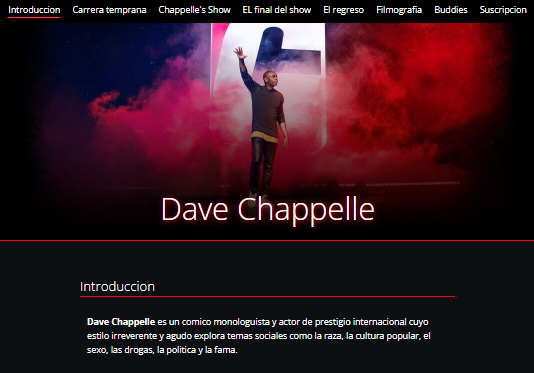 Introduccion Carrera temprana Chappelle's Show EL final del show El regreso Filmografia Buddies Suscripcion
Dave Chappelle
Introduccion
Dave Chappelle es un comico monologuista y actor de prestigio internacional cuyo
estilo irreverente y agudo explora temas sociales como la raza, la cultura popular, el
sexo, las drogas, la politica y la fama.